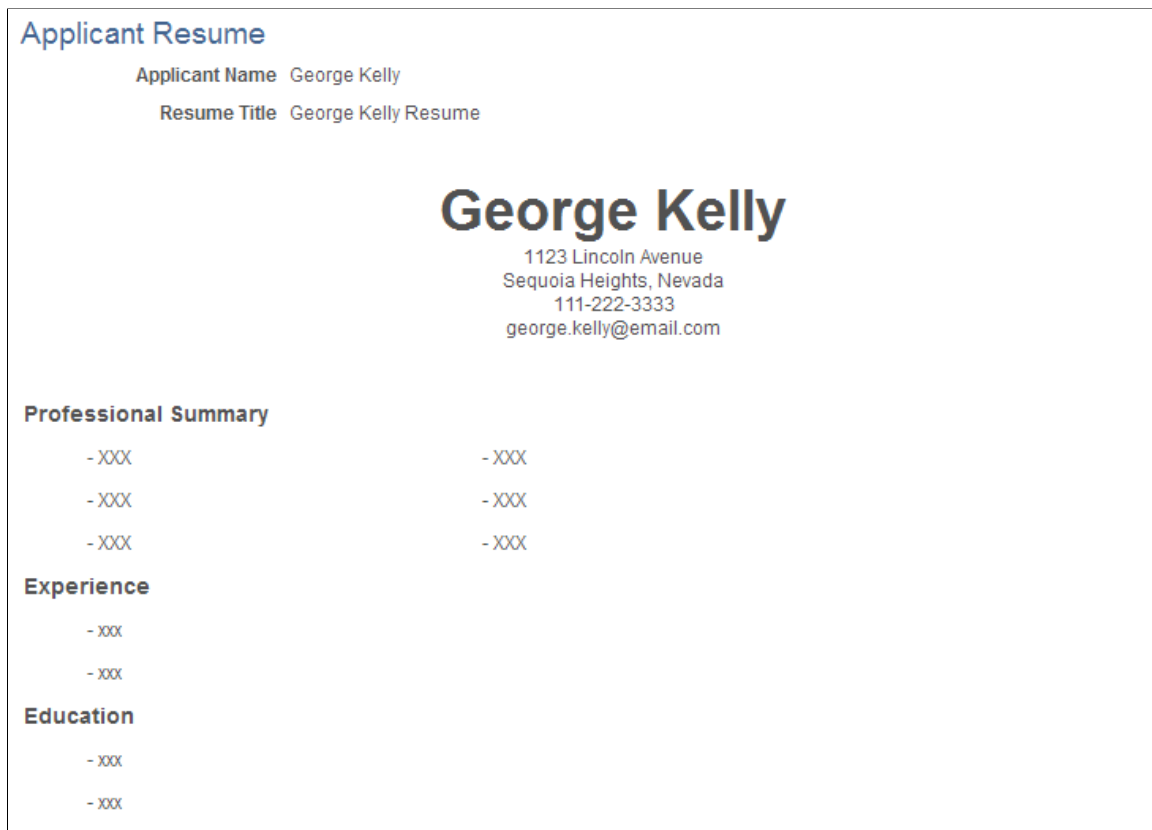 Applicant Resume
Applicant Name George Kelly
Resume Title George Kelly Resume
George Kelly
1123 Lincoln Avenue
Sequoia Heights, Nevada
111-222-3333
george.kelly@email.com
Professional Summary
- XXX - XXX
- XXX - XXX
- XXX - XXX
Experience
- xxx
- xxx
Education
- xxx
- xxx